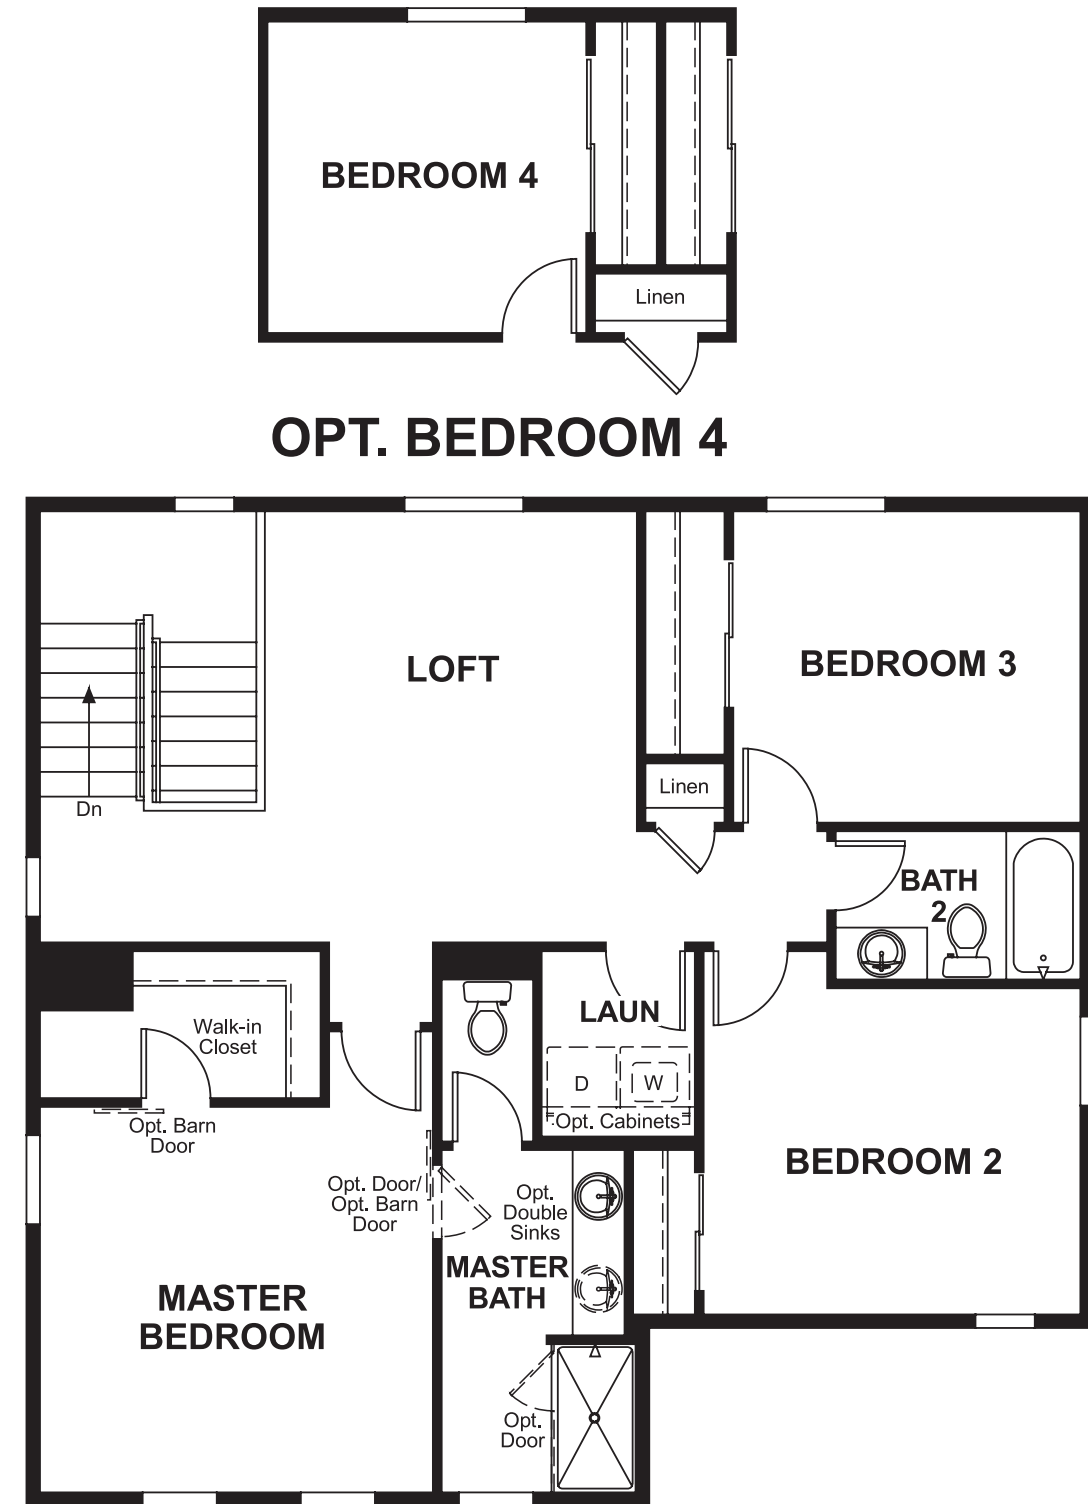 BEDROOM 4
Linen
OPT. BEDROOM 4
LOFT
BEDROOM 3
Dn
Linen
BATH
2
Walk-in
Closet
LAUN
D
W
Opt. Cabinets
Opt. Barn
Door
BEDROOM 2
Opt. Door/
Opt. Barn
Door
Opt.
Double
Sinks
MASTER
BATH
MASTER
BEDROOM
Opt.
Door